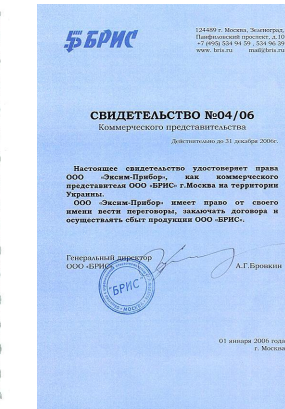 БРИС
124489 г. Москва, Зеленоград,
Панфиловский проспект, д.10
+7 (095) 534 94 59 , 534 96 39
www. bris.ru mail@bris.ru
СВИДЕТЕЛЬСТВО №04/06
Коммерческого представительства
Действительно до 31 декабря 2006г.
Настоящее свидетельство удостоверяет права
ООО «Эксим-Прибор», как коммерческого
представителя ООО «БРИС» г.Москва на территории
Украины.
ООО «Эксим-Прибор» имеет право от своего
имени вести переговоры, заключать договора и
осуществлять сбыт продукции ООО «БРИС».
Генеральный директор
ООО «БРИС» А.Г.Бровкин
"БРИС"
МОСКВА
01 января 2006 года
г. Москва